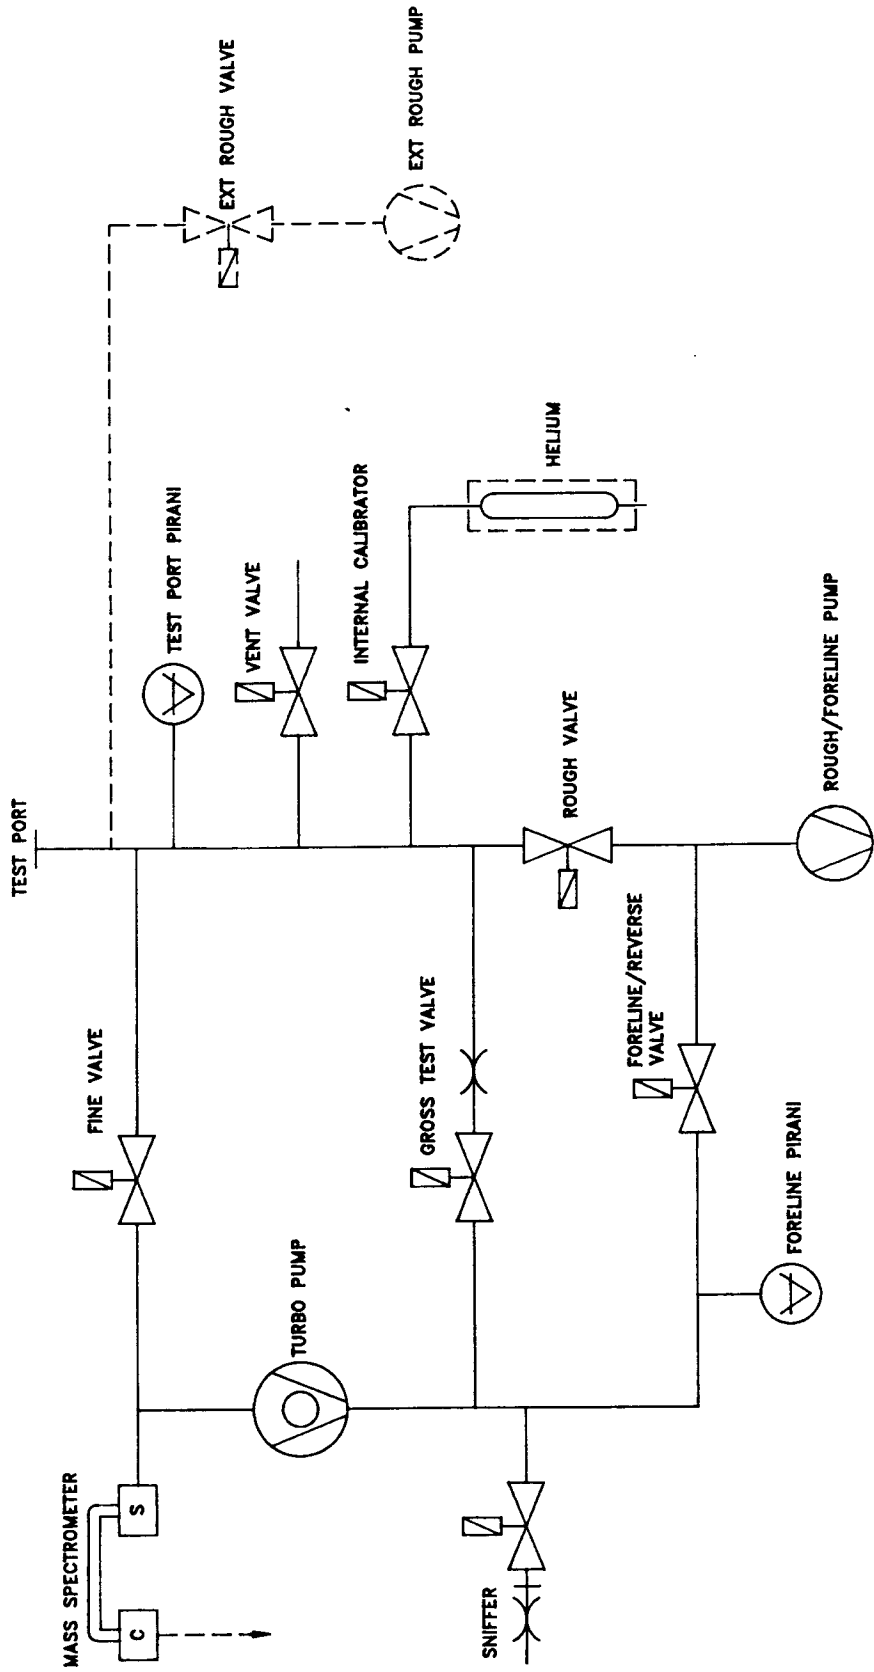 MASS SPECTROMETER
C
S
FINE VALVE
TEST PORT
EXT ROUGH VALVE
EXT ROUGH PUMP
TEST PORT PIRANI
VENT VALVE
INTERNAL CALIBRATOR
HELIUM
TURBO PUMP
GROSS TEST VALVE
ROUGH VALVE
SNIFFER
FORELINE/REVERSE
VALVE
FORELINE PIRANI
ROUGH/FORELINE PUMP